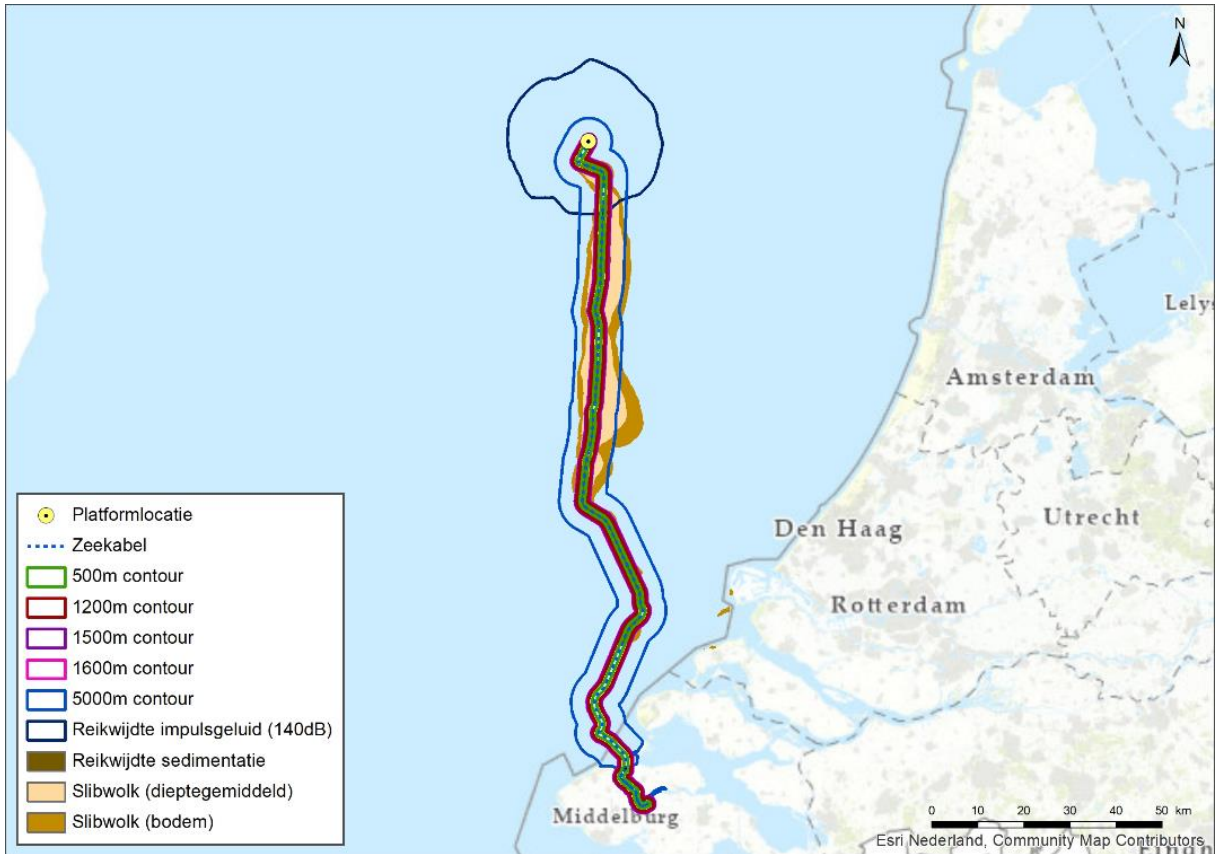 N
Lelys
Amsterdam
Den Haag
Utrecht
Rotterdam
Middelburg
Platformlocatie
Zeekabel
500m contour
1200m contour
1500m contour
1600m contour
5000m contour
Reikwijdte impulsgeluid (140dB)
Reikwijdte sedimentatie
Slibwolk (dieptegemiddeld)
Slibwolk (bodem)
0 10 20 30 40 50 km
Esri Nederland, Community Map Contributors